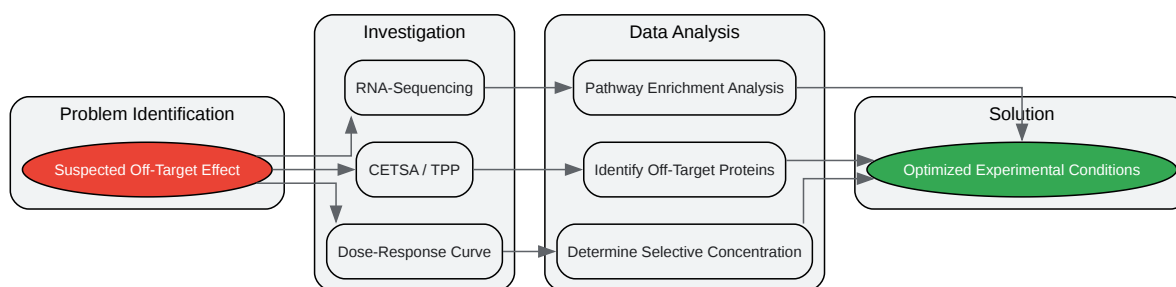 Problem Identification
Suspected Off-Target Effect
Investigation
RNA-Sequencing
CETSA / TPP
Dose-Response Curve
Data Analysis
Pathway Enrichment Analysis
Identify Off-Target Proteins
Determine Selective Concentration
Solution
Optimized Experimental Conditions